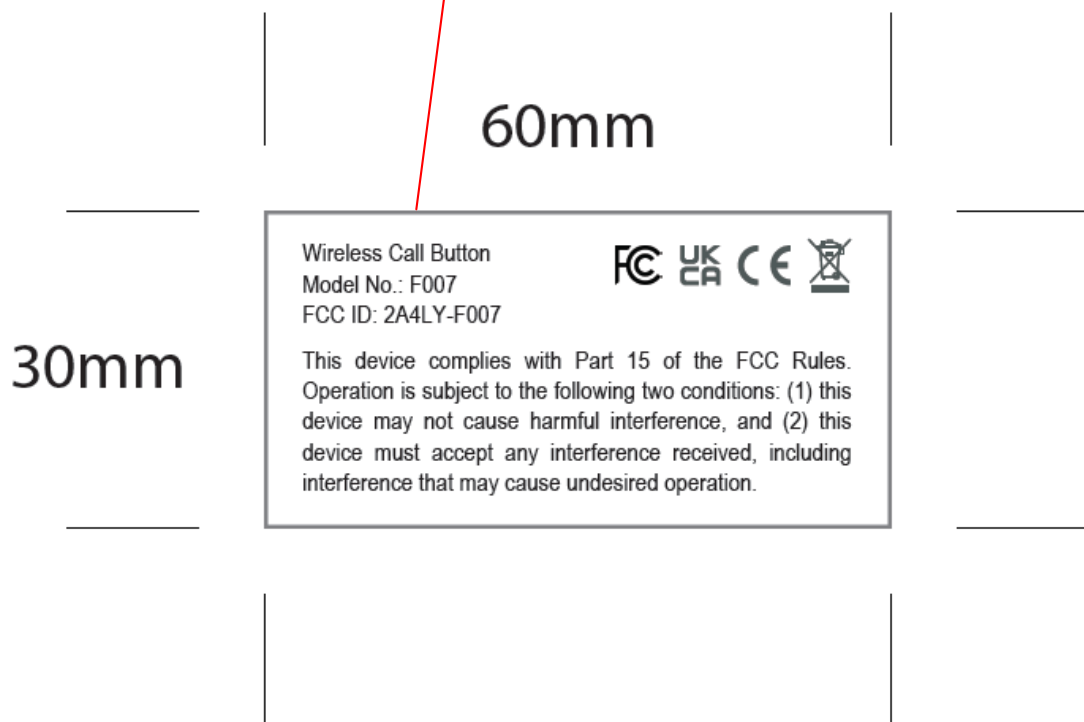 60mm
30mm
Wireless Call Button
Model No.: F007
FCC ID: 2A4LY-F007
FC UK CA CE
This device complies with Part 15 of the FCC Rules.
Operation is subject to the following two conditions: (1) this
device may not cause harmful interference, and (2) this
device must accept any interference received, including
interference that may cause undesired operation.